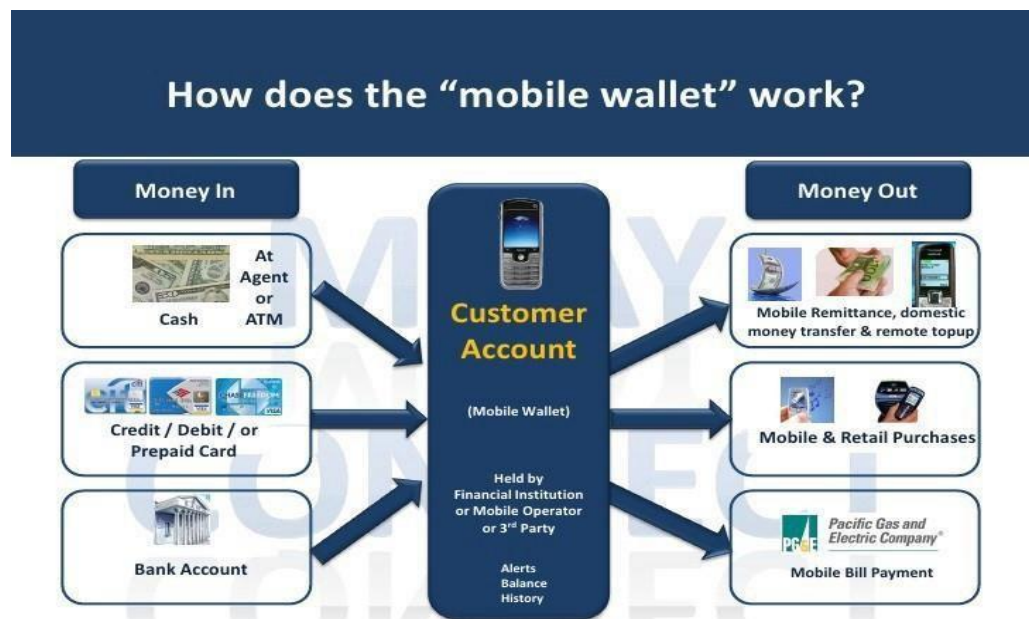 How does the “mobile wallet” work?
Money In
At
Agent
or
Cash ATM
Credit / Debit / or
Prepaid Card
Bank Account
Customer
Account
(Mobile Wallet)
Held by
Financial Institution
or Mobile Operator
or 3rd Party
Alerts
Balance
History
Money Out
Mobile Remittance, domestic
money transfer & remote topup
Mobile & Retail Purchases
PG&E
Pacific Gas and
Electric Company®
Mobile Bill Payment